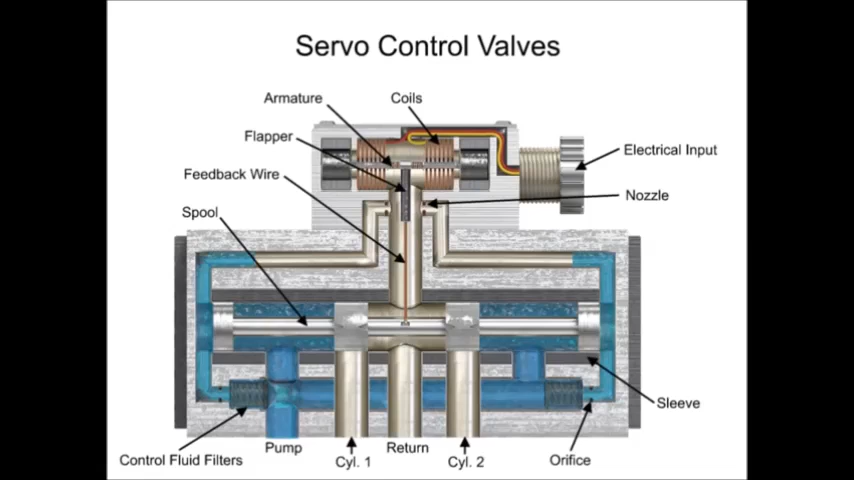 Servo Control Valves
Armature
Coils
Flapper
Electrical Input
Feedback Wire
Nozzle
Spool
Sleeve
Control Fluid Filters
Pump
Cyl. 1
Return
Cyl. 2
Orifice